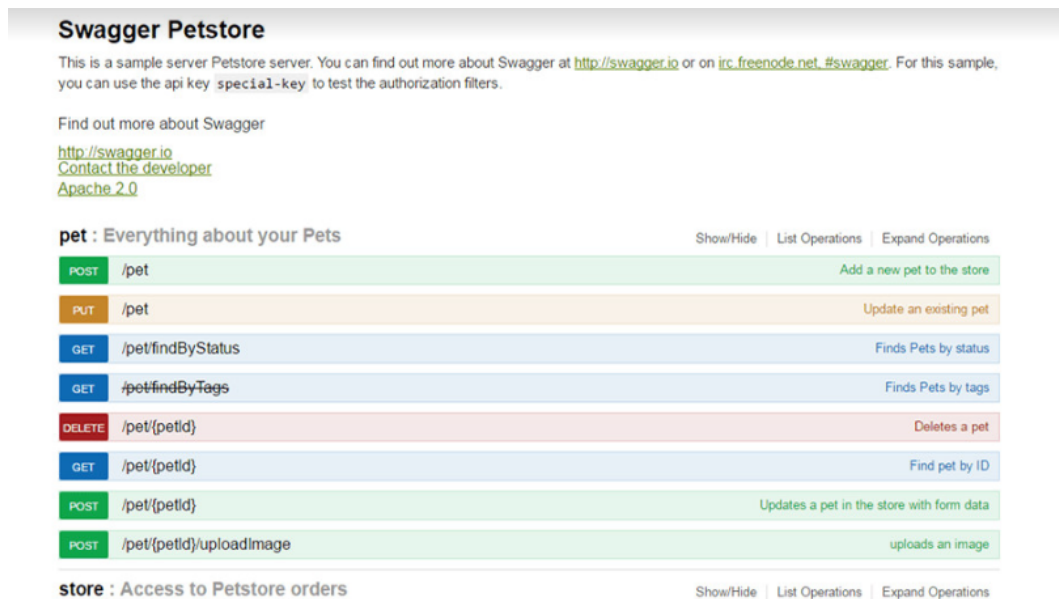 Swagger Petstore
This is a sample server Petstore server. You can find out more about Swagger at http://swagger.io or on irc.freenode.net, #swagger. For this sample,
you can use the api key special-key to test the authorization filters.
Find out more about Swagger
http://swagger.io
Contact the developer
Apache 2.0
pet : Everything about your Pets Show/Hide List Operations Expand Operations
POST /pet Add a new pet to the store
PUT /pet Update an existing pet
GET /pet/findByStatus Finds Pets by status
GET /pet/findByTags Finds Pets by tags
DELETE /pet/{petId} Deletes a pet
GET /pet/{petId} Find pet by ID
POST /pet/{petId} Updates a pet in the store with form data
POST /pet/{petId}/uploadImage uploads an image
store : Access to Petstore orders Show/Hide List Operations Expand Operations